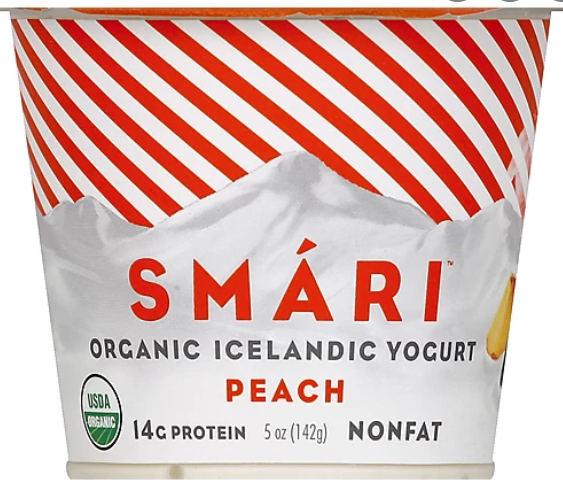 SMÁRI™
ORGANIC ICELANDIC YOGURT
PEACH
USDA
ORGANIC
14G PROTEIN 5 oz (142g) NONFAT